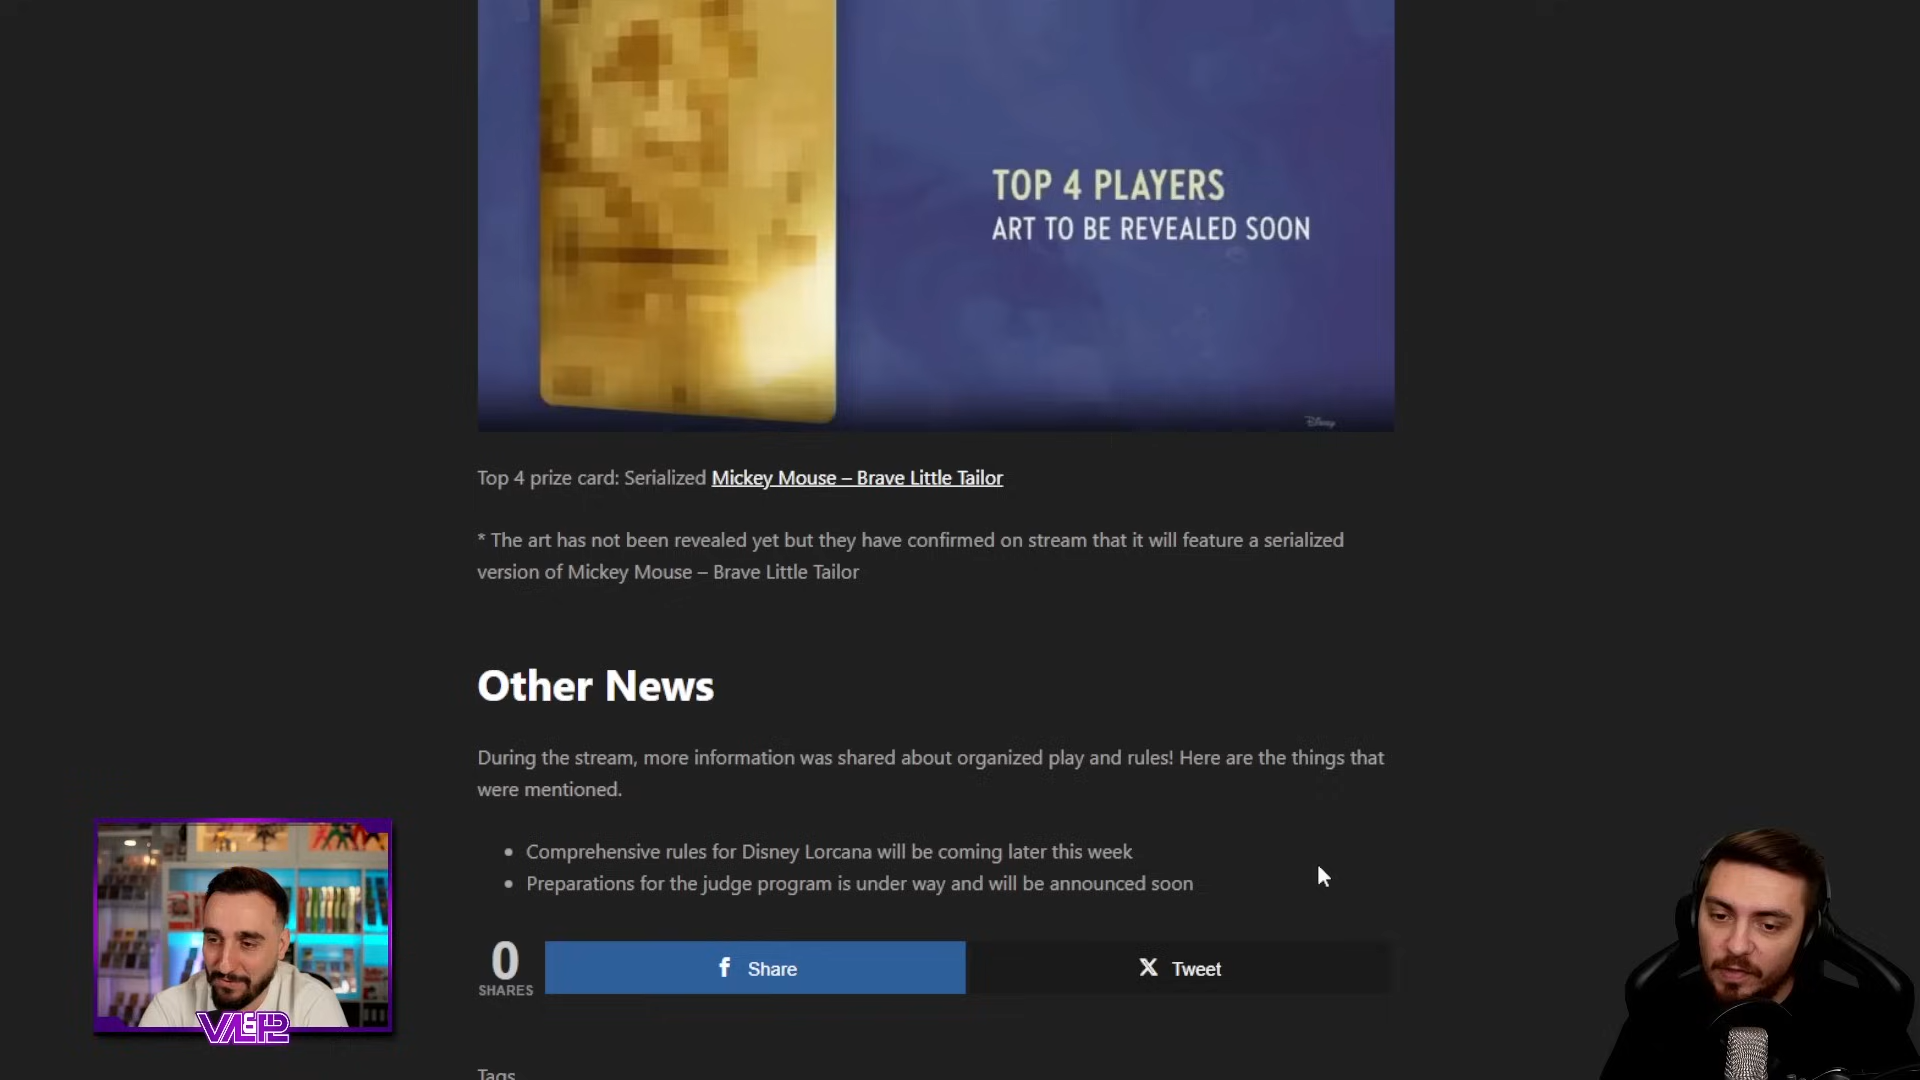 TOP 4 PLAYERS
ART TO BE REVEALED SOON
Disney
Top 4 prize card: Serialized Mickey Mouse – Brave Little Tailor
* The art has not been revealed yet but they have confirmed on stream that it will feature a serialized
version of Mickey Mouse – Brave Little Tailor
Other News
During the stream, more information was shared about organized play and rules! Here are the things that
were mentioned.
• Comprehensive rules for Disney Lorcana will be coming later this week
• Preparations for the judge program is under way and will be announced soon
0
SHARES
f Share
X Tweet
Tags